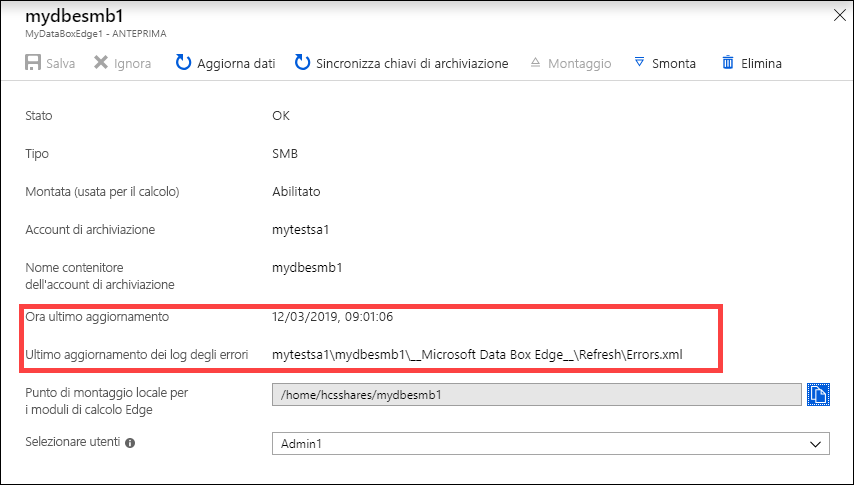 mydbesmb1
MyDataBoxEdge1 - ANTEPRIMA
Salva Ignora Aggiorna dati Sincronizza chiavi di archiviazione Montaggio Smonta Elimina
Stato OK
Tipo SMB
Montata (usata per il calcolo) Abilitato
Account di archiviazione mytestsa1
Nome contenitore mydbesmb1
dell'account di archiviazione
Ora ultimo aggiornamento 12/03/2019, 09:01:06
Ultimo aggiornamento dei log degli errori mytestsa1\mydbesmb1\__Microsoft Data Box Edge__\Refresh\Errors.xml
Punto di montaggio locale per /home/hcsshares/mydbesmb1
i moduli di calcolo Edge
Selezionare utenti Admin1